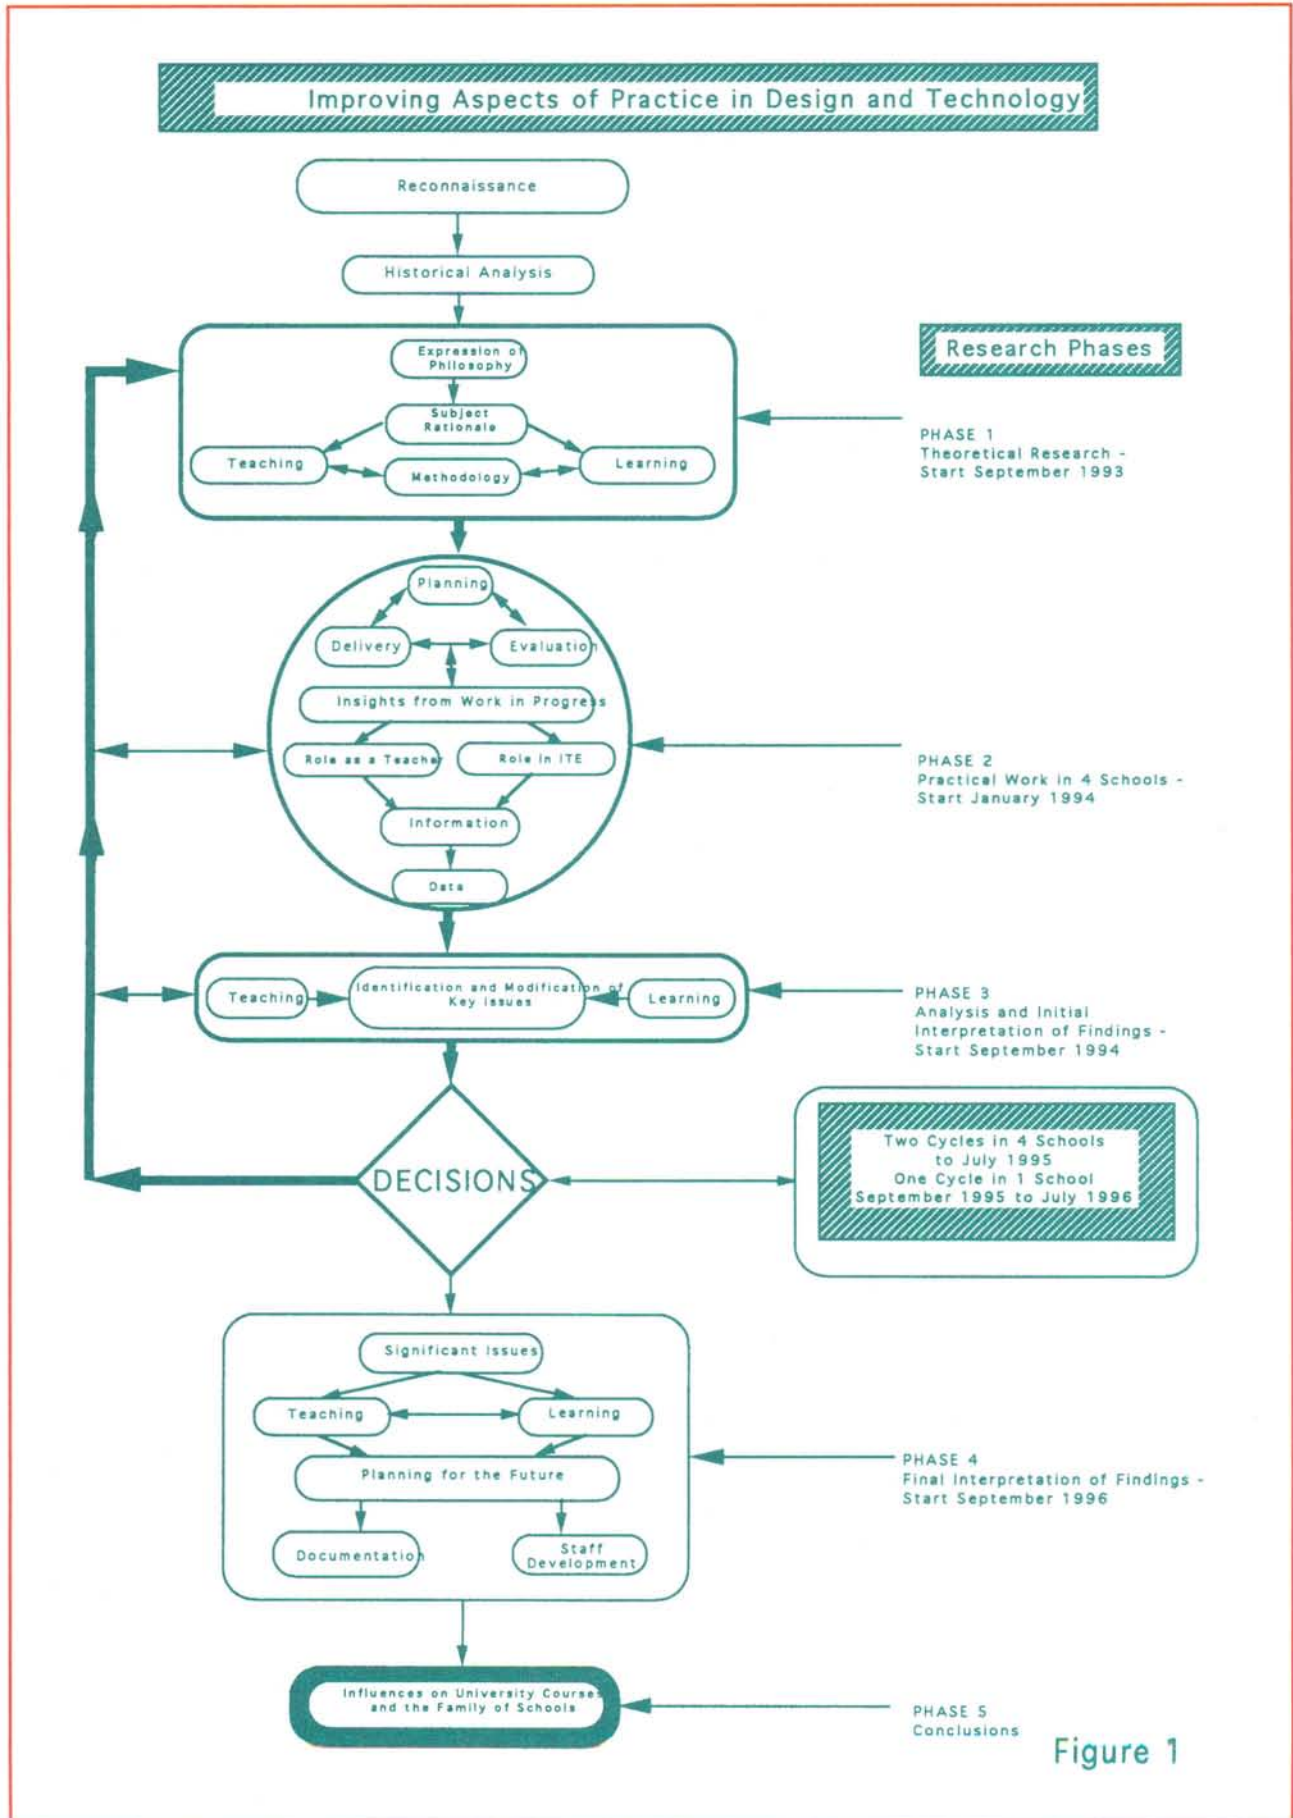 Improving Aspects of Practice in Design and Technology
Reconnaissance
Historical Analysis
Expression of
Philosophy
Subject
Rationale
Teaching
Methodology
Learning
Research Phases
PHASE 1
Theoretical Research -
Start September 1993
Planning
Delivery
Evaluation
Insights from Work in Progress
Role as a Teacher
Role in ITE
Information
Data
PHASE 2
Practical Work in 4 Schools -
Start January 1994
Teaching
Identification and Modification of
Key Issues
Learning
PHASE 3
Analysis and Initial
Interpretation of Findings -
Start September 1994
DECISIONS
Two Cycles in 4 Schools
to July 1995
One Cycle in 1 School
September 1995 to July 1996
Significant Issues
Teaching
Learning
Planning for the Future
Documentation
Staff
Development
PHASE 4
Final Interpretation of Findings -
Start September 1996
Influences on University Courses
and the Family of Schools
PHASE 5
Conclusions
Figure 1